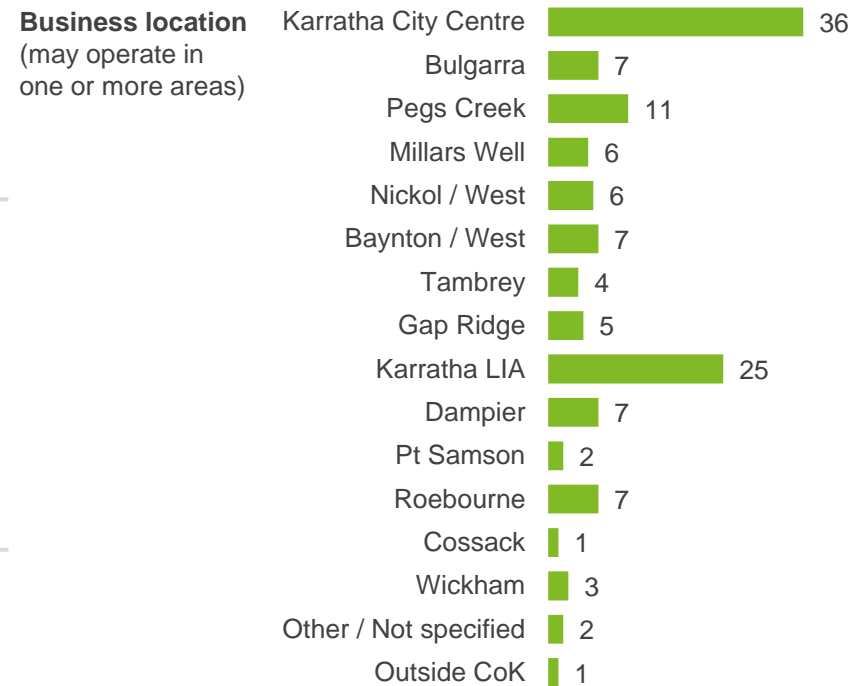 Business location
(may operate in
one or more areas)
Karratha City Centre 36
Bulgarra 7
Pegs Creek 11
Millars Well 6
Nickol / West 6
Baynton / West 7
Tambrey 4
Gap Ridge 5
Karratha LIA 25
Dampier 7
Pt Samson 2
Roebourne 7
Cossack 1
Wickham 3
Other / Not specified 2
Outside CoK 1